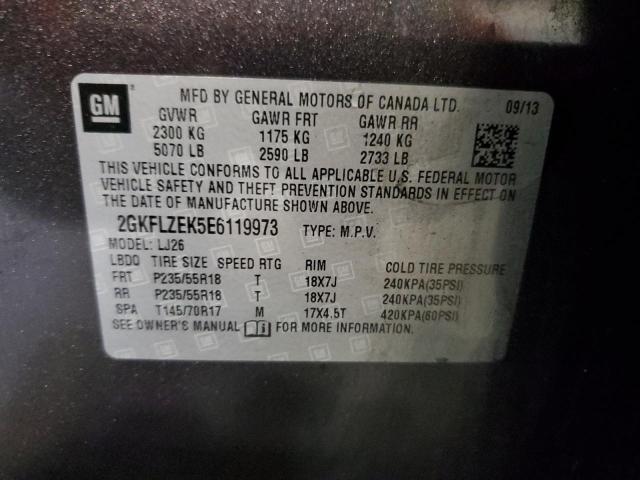 GM
MFD BY GENERAL MOTORS OF CANADA LTD. 09/13
GVWR GAWR FRT GAWR RR
2300 KG 1175 KG 1240 KG
5070 LB 2590 LB 2733 LB
THIS VEHICLE CONFORMS TO ALL APPLICABLE U.S. FEDERAL MOTOR
VEHICLE SAFETY AND THEFT PREVENTION STANDARDS IN EFFECT ON
THE DATE OF MANUFACTURE SHOWN ABOVE.
2GKFLZEK5E6119973 TYPE: M.P.V.
MODEL: LJ26
LBDQ TIRE SIZE SPEED RTG RIM COLD TIRE PRESSURE
FRT P235/55R18 T 18X7J 240KPA(35PSI)
RR P235/55R18 T 18X7J 240KPA(35PSI)
SPA T145/70R17 M 17X4.5T 420KPA(60PSI)
SEE OWNER'S MANUAL FOR MORE INFORMATION.